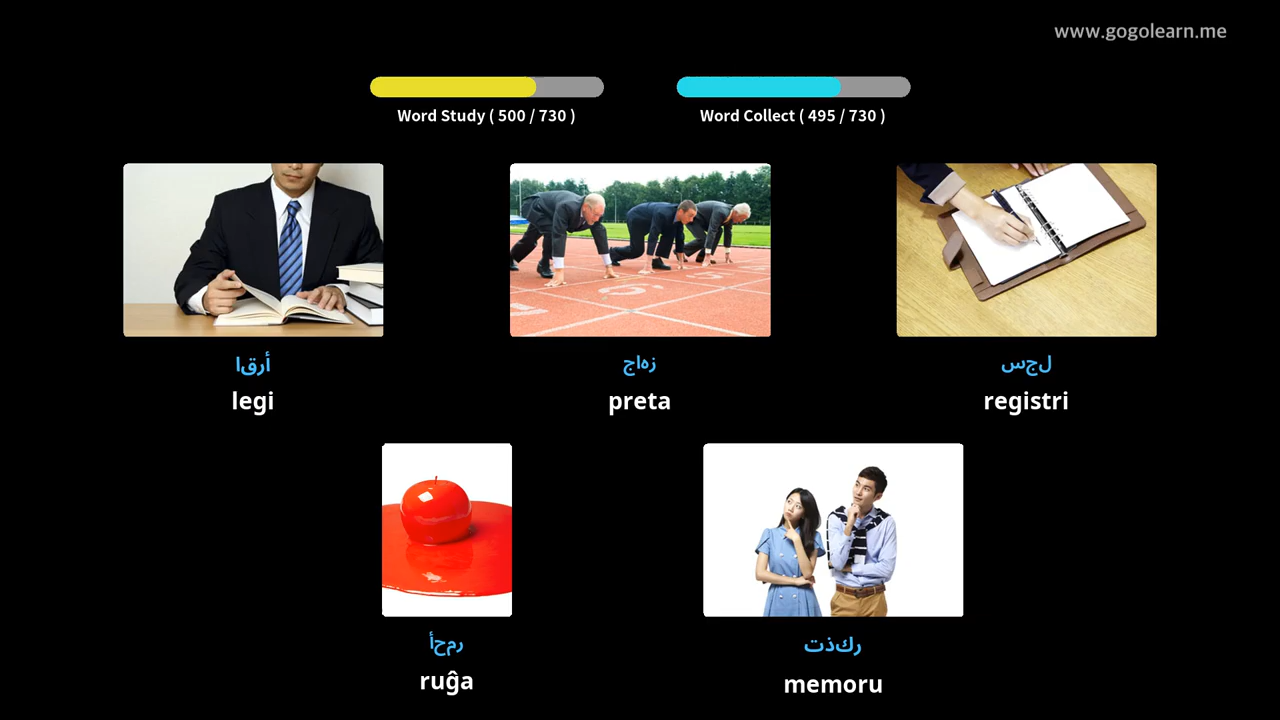 www.gogolearn.me
Word Study ( 500 / 730 )
Word Collect ( 495 / 730 )
أرقا
legi
زهاج
preta
لجس
registri
رمحأ
ruĝa
ركذت
memoru